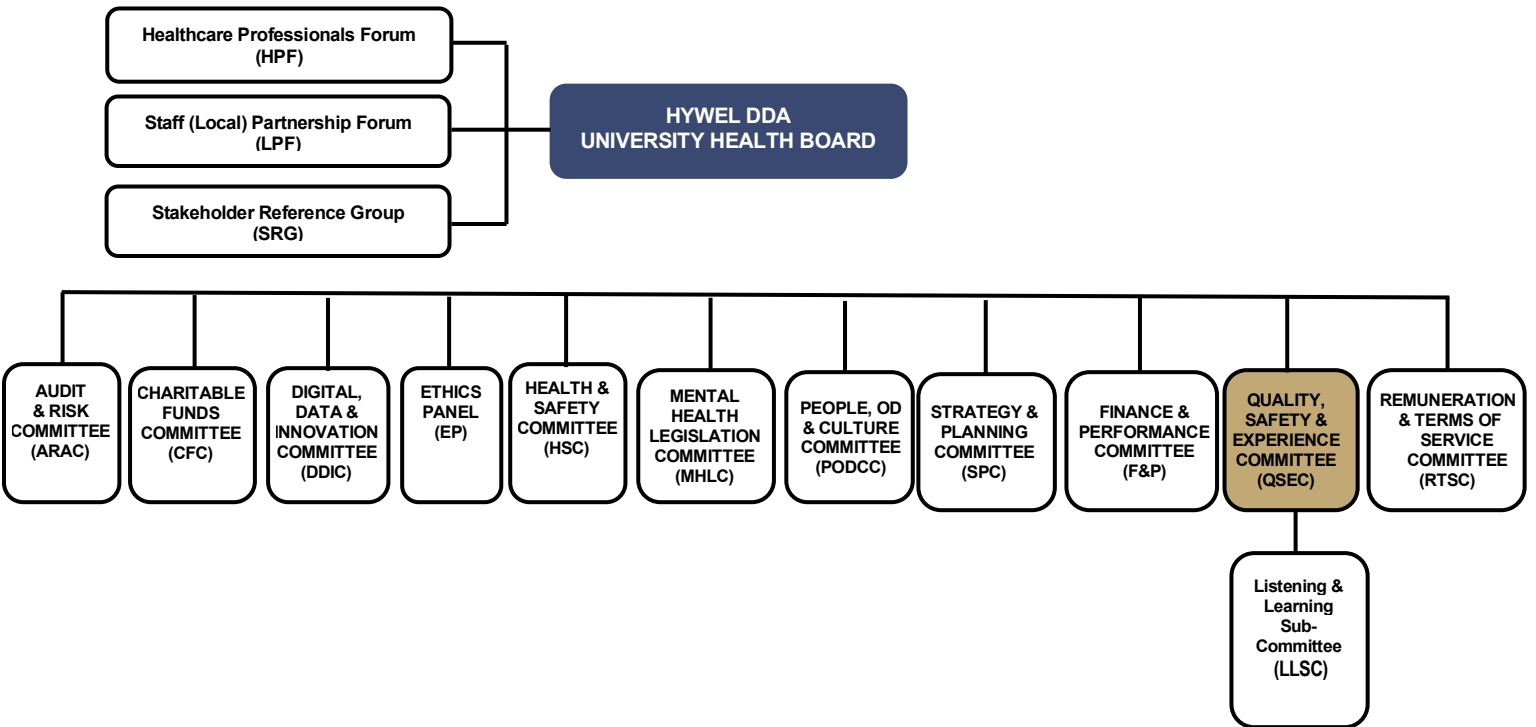 Healthcare Professionals Forum
(HPF)
Staff (Local) Partnership Forum
(LPF)
Stakeholder Reference Group
(SRG)
HYWEL DDA
UNIVERSITY HEALTH BOARD
AUDIT
& RISK
COMMITTEE
(ARAC)
CHARITABLE
FUNDS
COMMITTEE
(CFC)
DIGITAL,
DATA &
INNOVATION
COMMITTEE
(DDIC)
ETHICS
PANEL
(EP)
HEALTH &
SAFETY
COMMITTEE
(HSC)
MENTAL
HEALTH
LEGISLATION
COMMITTEE
(MHLC)
PEOPLE, OD
& CULTURE
COMMITTEE
(PODCC)
STRATEGY &
PLANNING
COMMITTEE
(SPC)
FINANCE &
PERFORMANCE
COMMITTEE
(F&P)
QUALITY,
SAFETY &
EXPERIENCE
COMMITTEE
(QSEC)
REMUNERATION
& TERMS OF
SERVICE
COMMITTEE
(RTSC)
Listening &
Learning
Sub-
Committee
(LLSC)